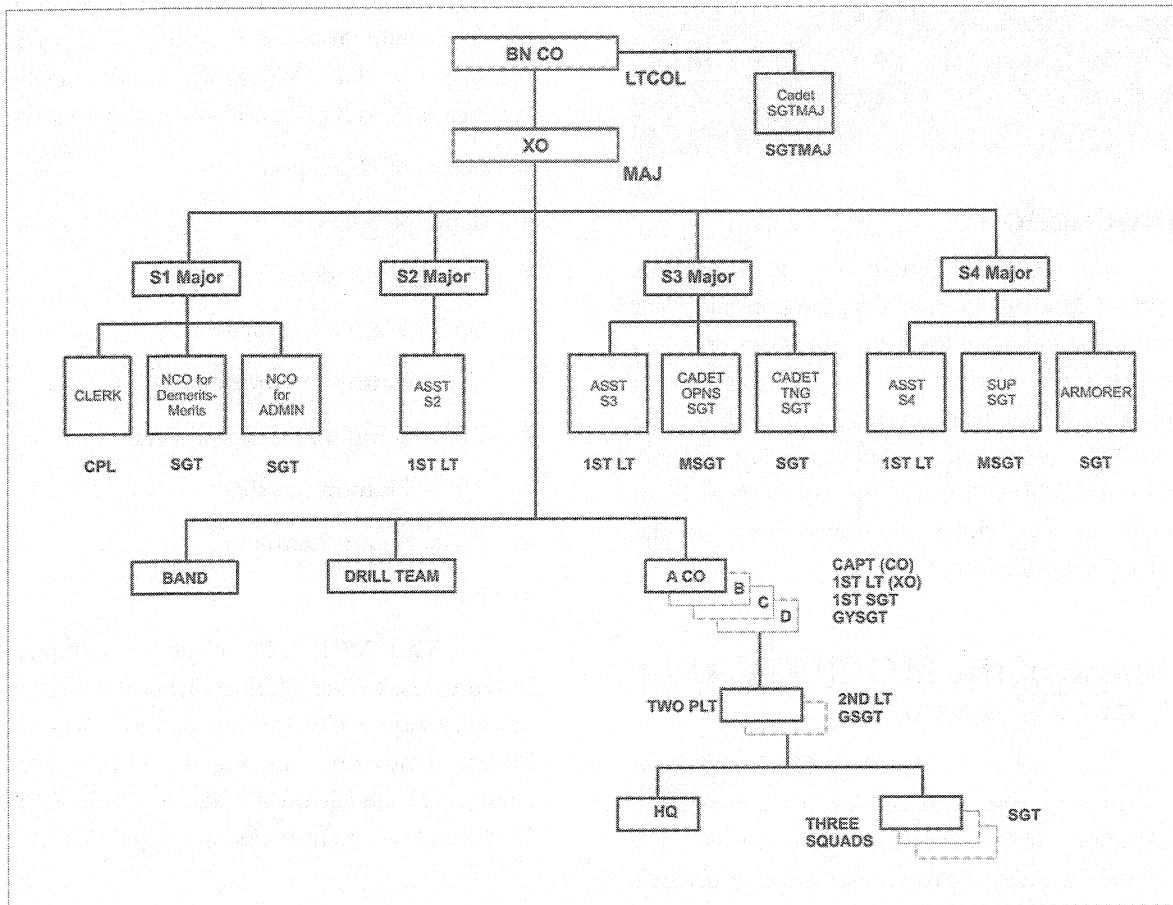 BN CO
LTCOL
Cadet
SGTMAJ
SGTMAJ
XO
MAJ
S1 Major
S2 Major
S3 Major
S4 Major
CLERK
NCO for
Demerits-
Merits
NCO
for
ADMIN
ASST
S2
ASST
S3
CADET
OPNS
SGT
CADET
TNG
SGT
ASST
S4
SUP
SGT
ARMORER
CPL
SGT
SGT
1ST LT
1ST LT
MSGT
SGT
1ST LT
MSGT
SGT
BAND
DRILL TEAM
A CO
B
C
D
CAPT (CO)
1ST LT (XO)
1ST SGT
GYSGT
TWO PLT
2ND LT
GSGT
HQ
THREE
SQUADS
SGT